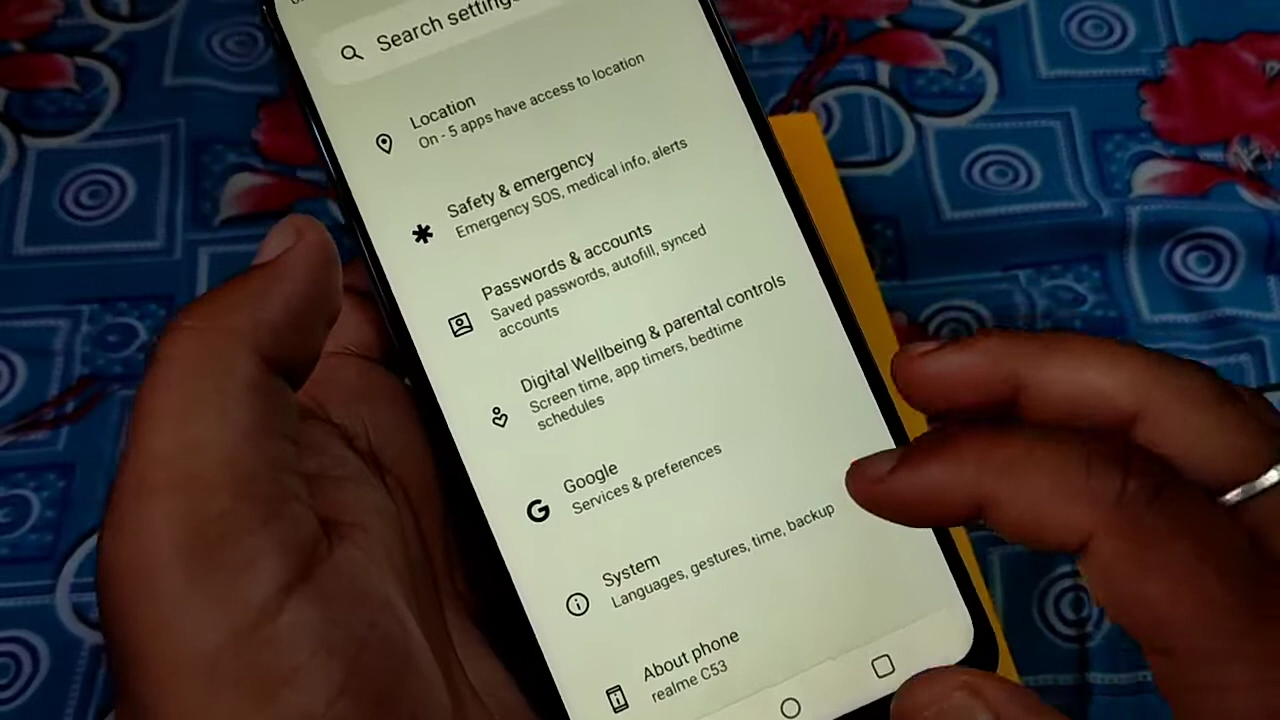 Search settings
Location
On - 5 apps have access to location
Safety & emergency
Emergency SOS, medical info, alerts
Passwords & accounts
Saved passwords, autofill, synced
accounts
Digital Wellbeing & parental controls
Screen time, app timers, bedtime
schedules
Google
Services & preferences
System
Languages, gestures, time, backup
About phone
realme C53